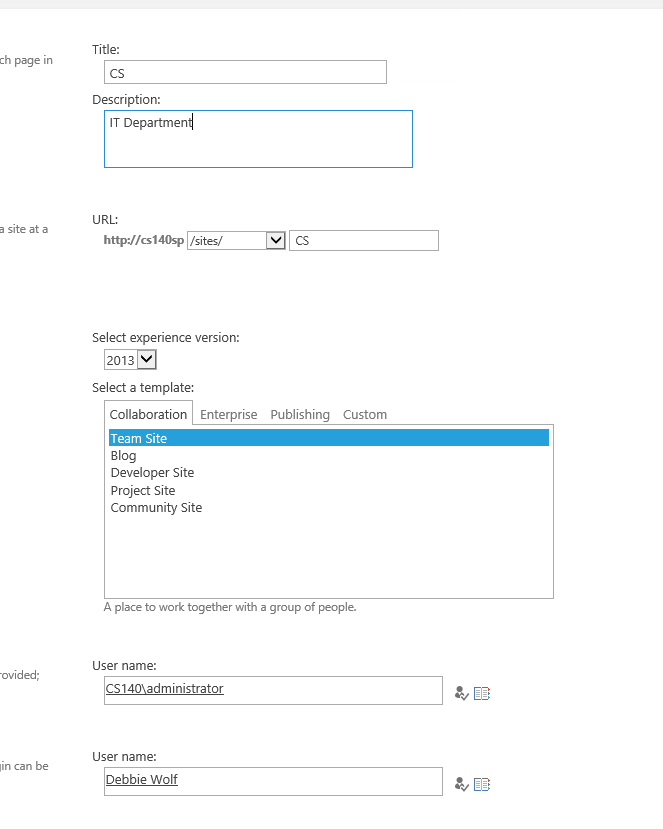 Title:
ch page in
CS
Description:
IT Department
URL:
a site at a
http://cs140sp /sites/ CS
Select experience version:
2013
Select a template:
Collaboration Enterprise Publishing Custom
Team Site
Blog
Developer Site
Project Site
Community Site
A place to work together with a group of people.
User name:
rovided;
CS140\administrator
User name:
gin can be
Debbie Wolf